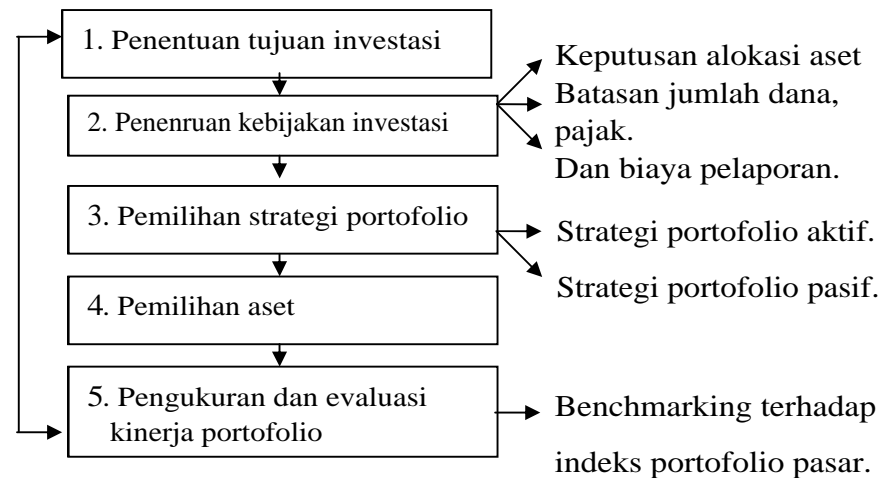 1. Penentuan tujuan investasi
2. Penenruan kebijakan investasi
Keputusan alokasi aset
Batasan jumlah dana,
pajak.
Dan biaya pelaporan.
3. Pemilihan strategi portofolio
Strategi portofolio aktif.
Strategi portofolio pasif.
4. Pemilihan aset
5. Pengukuran dan evaluasi
kinerja portofolio
Benchmarking terhadap
indeks portofolio pasar.